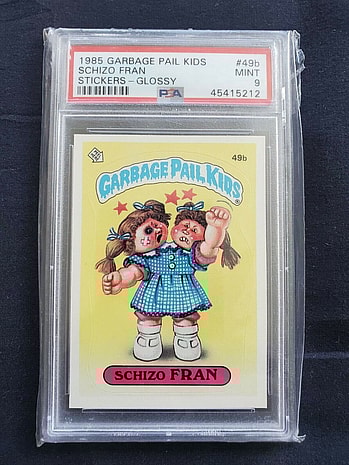 1985 GARBAGE PAIL KIDS #49b
SCHIZO FRAN MINT
STICKERS - GLOSSY 9
PSA 45415212
49b
GARBAGE PAIL KIDS
SCHIZO FRAN